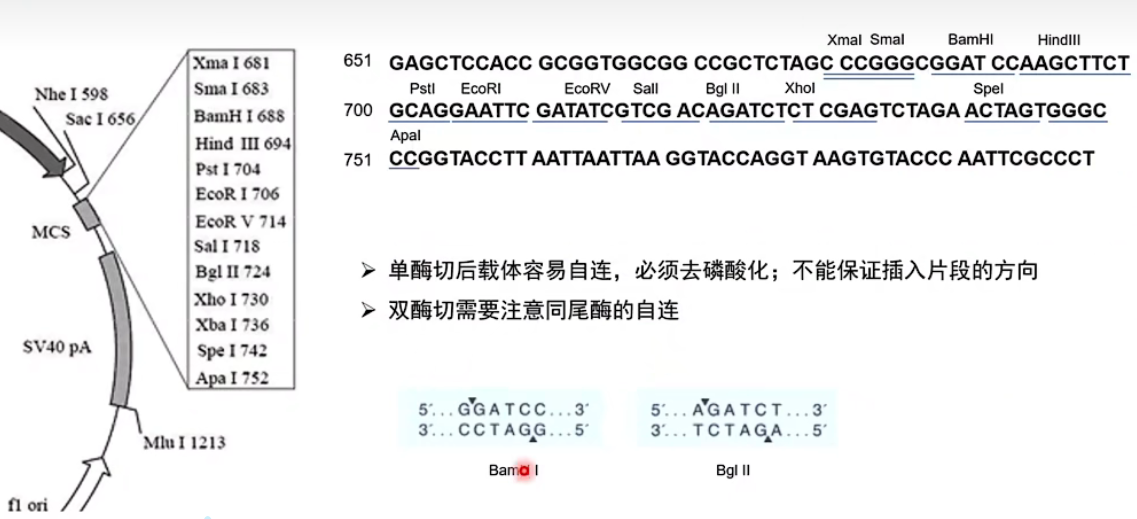 Nhe I 598
Sac I 656
MCS
SV40 pA
Mlu I 1213
f1 ori
Xma I 681
Sma I 683
BamH I 688
Hind III 694
Pst I 704
EcoR I 706
EcoR V 714
Sal I 718
Bgl II 724
Xho I 730
Xba I 736
Spe I 742
Apa I 752
XmaI SmaI BamHI HindIII
651 GAGCTCCACC GCGGTGGCGG CCGCTCTAGC CCGGGCGGAT CCAAGCTTCT
PstI EcoRI EcoRV SalI Bgl II XhoI SpeI
700 GCAGGAATTC GATATCGTCG ACAGATCTCT CGAGTCTAGA ACTAGTGGGC
ApaI
751 CCGGTACCTT AATTAATTAA GGTACCAGGT AAGTGTACCC AATTCGCCCT
➢ 单酶切后载体容易自连，必须去磷酸化；不能保证插入片段的方向
➢ 双酶切需要注意同尾酶的自连
5′... GGATCC...3′
3′... CCTAGG...5′
BamH I
5′... AGATCT...3′
3′... TCTAGA...5′
Bgl II